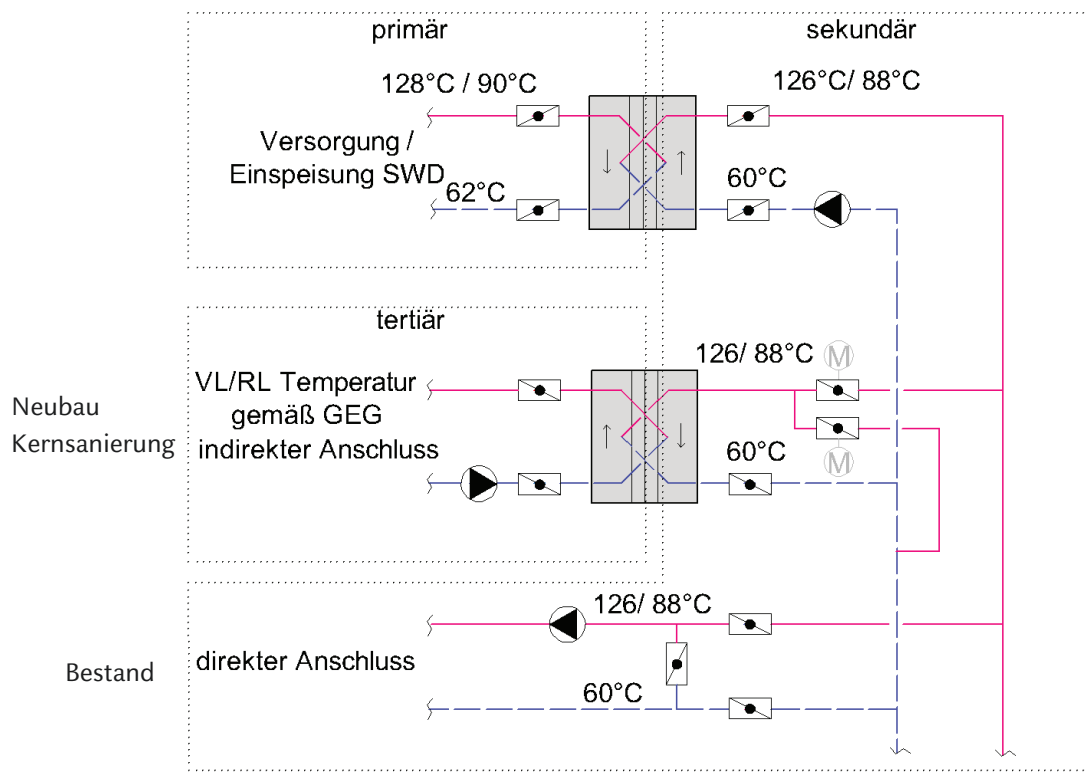 primär
sekundär
128°C / 90°C
126°C/ 88°C
Versorgung /
Einspeisung SWD
62°C
60°C
tertiär
126/ 88°C
M
VL/RL Temperatur
gemäß GEG
indirekter Anschluss
Neubau
Kernsanierung
60°C
M
126/ 88°C
direkter Anschluss
Bestand
60°C